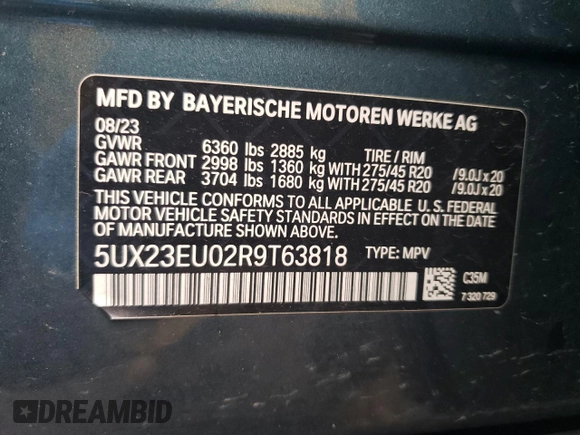 MFD BY BAYERISCHE MOTOREN WERKE AG
08/23
GVWR 6360 lbs 2885 kg TIRE / RIM
GAWR FRONT 2998 lbs 1360 kg WITH 275/45 R20 /9.0J x 20
GAWR REAR 3704 lbs 1680 kg WITH 275/45 R20 /9.0J x 20
THIS VEHICLE CONFORMS TO ALL APPLICABLE U. S. FEDERAL
MOTOR VEHICLE SAFETY STANDARDS IN EFFECT ON THE DATE
OF MANUFACTURE SHOWN ABOVE.
5UX23EU02R9T63818 TYPE: MPV
C35M
7 320 729
DREAMBID